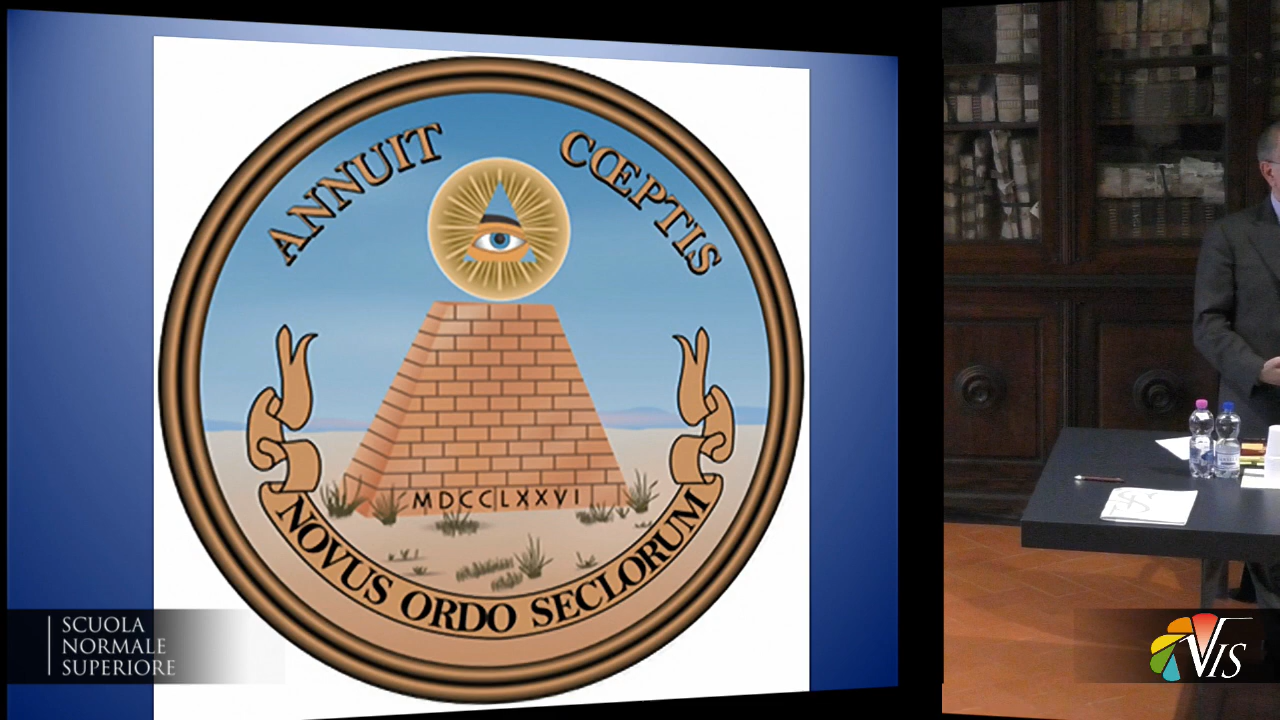 ANNUIT CŒPTIS
MDCCLXXVI
NOVUS ORDO SECLORUM
SCUOLA
NORMALE
SUPERIORE
VIS